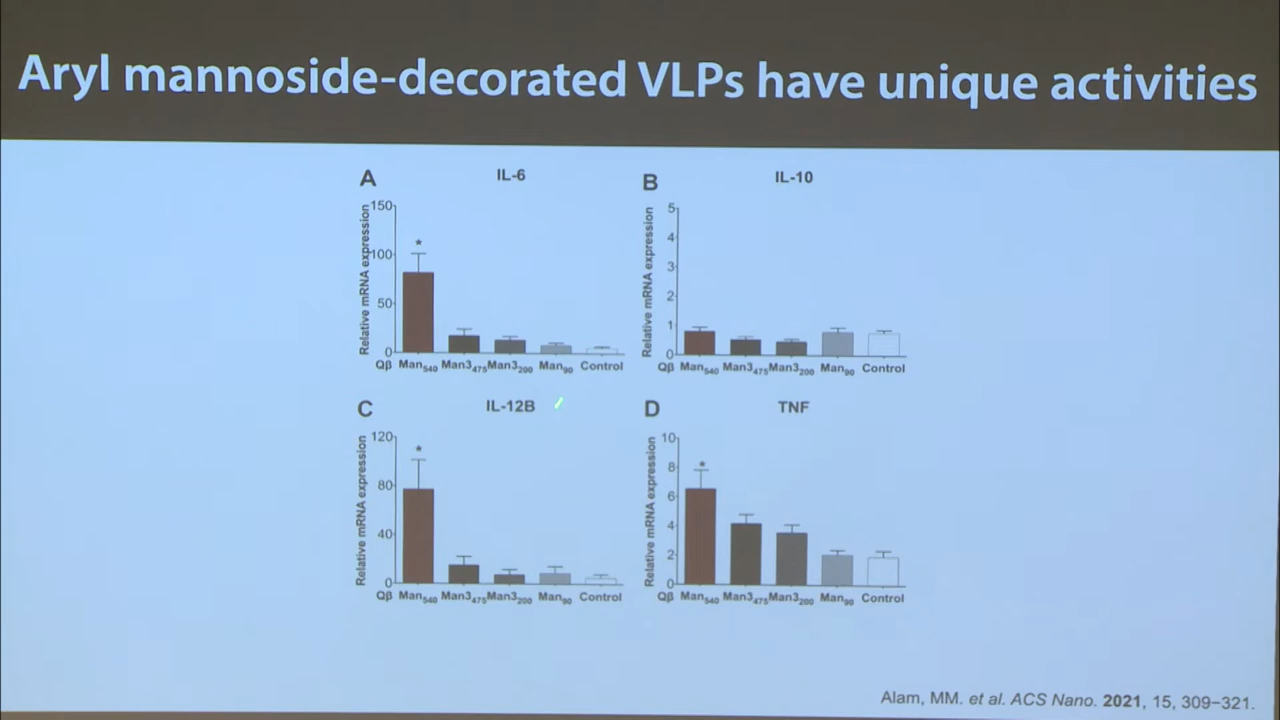 Aryl mannoside-decorated VLPs have unique activities
A
IL-6
Relative mRNA expression
150
100
50
0
*
Qβ Man540 Man3475 Man3200 Man90 Control
B
IL-10
Relative mRNA expression
5
4
3
2
1
0
Qβ Man540 Man3475 Man3200 Man90 Control
C
IL-12B
Relative mRNA expression
120
80
40
0
*
Qβ Man540 Man3475 Man3200 Man90 Control
D
TNF
Relative mRNA expression
10
8
6
4
2
0
*
Qβ Man540 Man3475 Man3200 Man90 Control
Alam, MM. et al. ACS Nano. 2021, 15, 309–321.